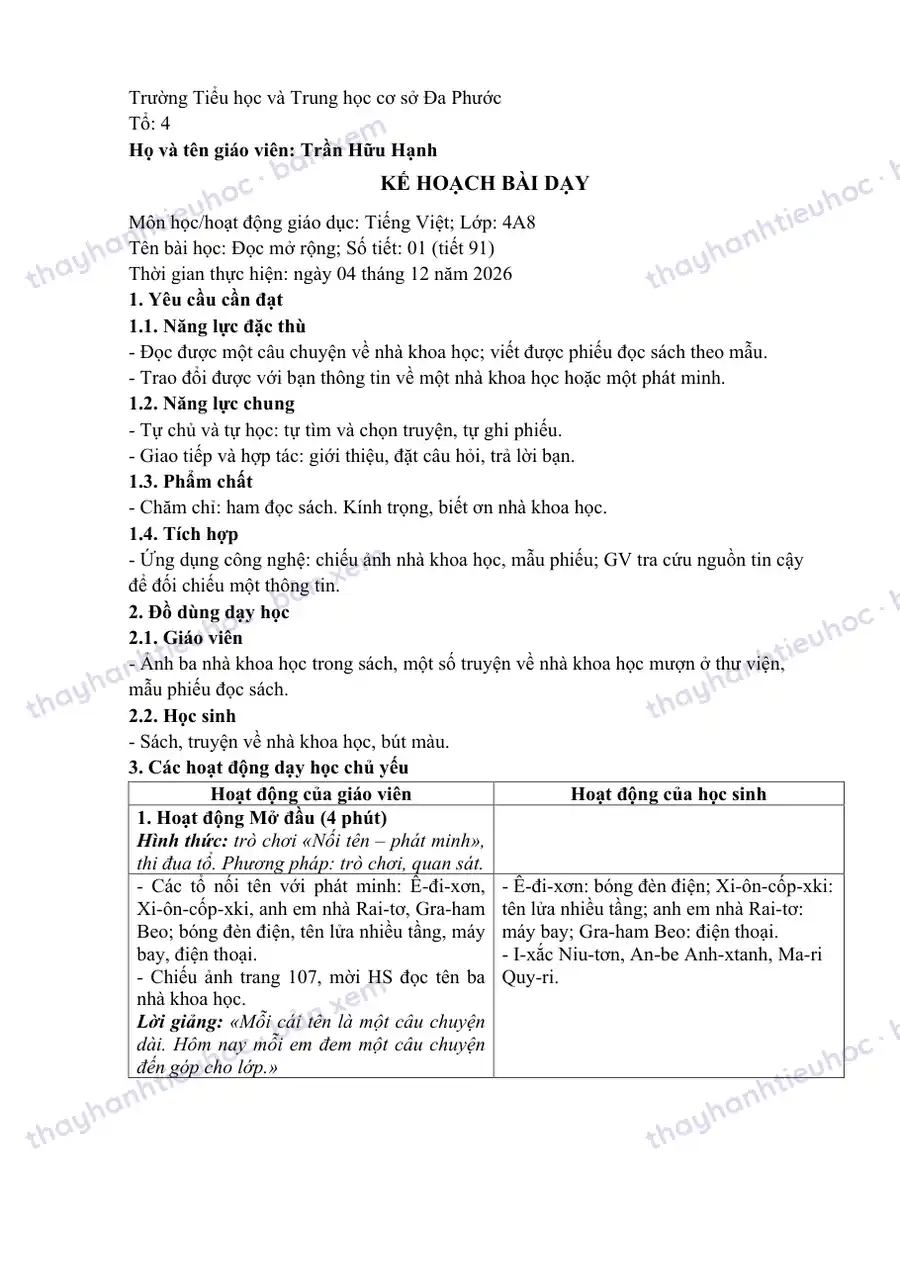 Trường Tiểu học và Trung học cơ sở Đa Phước
Tổ: 4
Họ và tên giáo viên: Trần Hữu Hạnh
KẾ HOẠCH BÀI DẠY
Môn học/hoạt động giáo dục: Tiếng Việt; Lớp: 4A8
Tên bài học: Đọc mở rộng; Số tiết: 01 (tiết 91)
Thời gian thực hiện: ngày 04 tháng 12 năm 2026
1. Yêu cầu cần đạt
1.1. Năng lực đặc thù
- Đọc được một câu chuyện về nhà khoa học; viết được phiếu đọc sách theo mẫu.
- Trao đổi được với bạn thông tin về một nhà khoa học hoặc một phát minh.
1.2. Năng lực chung
- Tự chủ và tự học: tự tìm và chọn truyện, tự ghi phiếu.
- Giao tiếp và hợp tác: giới thiệu, đặt câu hỏi, trả lời bạn.
1.3. Phẩm chất
- Chăm chỉ: ham đọc sách. Kính trọng, biết ơn nhà khoa học.
1.4. Tích hợp
- Ứng dụng công nghệ: chiếu ảnh nhà khoa học, mẫu phiếu; GV tra cứu nguồn tin cậy
để đối chiếu một thông tin.
2. Đồ dùng dạy học
2.1. Giáo viên
- Ảnh ba nhà khoa học trong sách, một số truyện về nhà khoa học mượn ở thư viện,
mẫu phiếu đọc sách.
2.2. Học sinh
- Sách, truyện về nhà khoa học, bút màu.
3. Các hoạt động dạy học chủ yếu
Hoạt động của giáo viên
Hoạt động của học sinh
1. Hoạt động Mở đầu (4 phút)
Hình thức: trò chơi «Nối tên – phát minh»,
thi đua tổ. Phương pháp: trò chơi, quan sát.
- Các tổ nối tên với phát minh: Ê-đi-xơn,
Xi-ôn-cốp-xki, anh em nhà Rai-tơ, Gra-ham
Beo; bóng đèn điện, tên lửa nhiều tầng, máy
bay, điện thoại.
- Chiếu ảnh trang 107, mời HS đọc tên ba
nhà khoa học.
Lời giảng: «Mỗi cái tên là một câu chuyện
dài. Hôm nay mỗi em đem một câu chuyện
đến góp cho lớp.»
- Ê-đi-xơn: bóng đèn điện; Xi-ôn-cốp-xki:
tên lửa nhiều tầng; anh em nhà Rai-tơ:
máy bay; Gra-ham Beo: điện thoại.
- I-xắc Niu-tơn, An-be Anh-xtanh, Ma-ri
Quy-ri.
thayhanhtieuhoc · bản xem
thayhanhtieuhoc · b
thayhanhtieuhoc · bản xem
thayhanhtieuhoc · b
thayhanhtieuhoc · bản xem
thayhanhtieuhoc · b